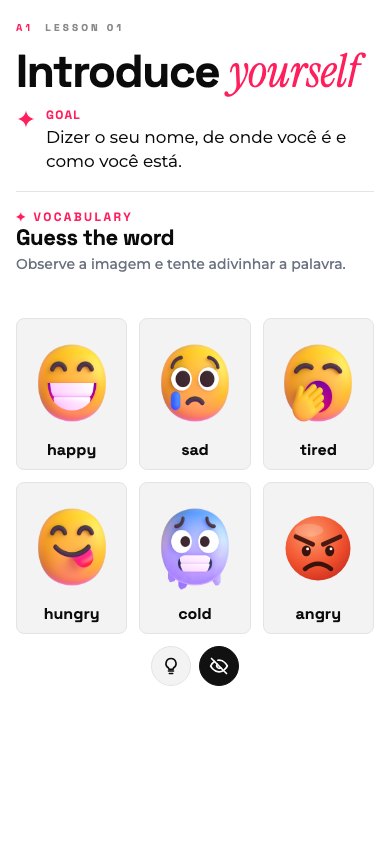 A1 LESSON 01
Introduce yourself
GOAL
Dizer o seu nome, de onde você é e
como você está.
VOCABULARY
Guess the word
Observe a imagem e tente adivinhar a palavra.
happy
sad
tired
hungry
cold
angry